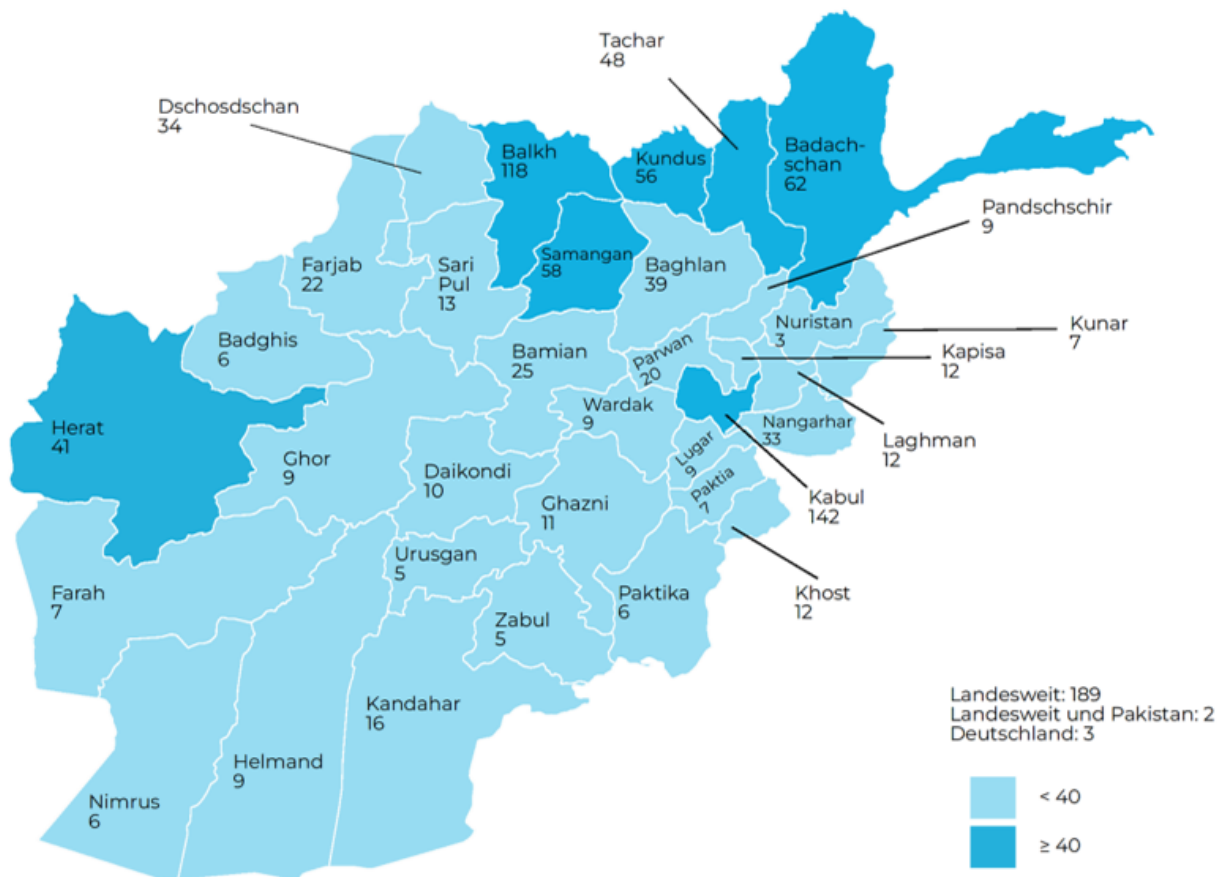 Tachar
48
Dschosdschan
34
Balkh
118
Kundus
56
Badach-
schan
62
Pandschschir
9
Samangan
58
Baghlan
39
Farjab
22
Sari
Pul
13
Nuristan
3
Kunar
7
Badghis
6
Bamian
25
Parwan
20
Kapisa
12
Wardak
9
Herat
41
Nangarhar
33
Laghman
12
Ghor
9
Daikondi
10
Lugar
9
Ghazni
11
Paktia
7
Kabul
142
Urusgan
5
Farah
7
Paktika
6
Khost
12
Zabul
5
Kandahar
16
Helmand
9
Nimrus
6
Landesweit: 189
Landesweit und Pakistan: 2
Deutschland: 3
< 40
≥ 40